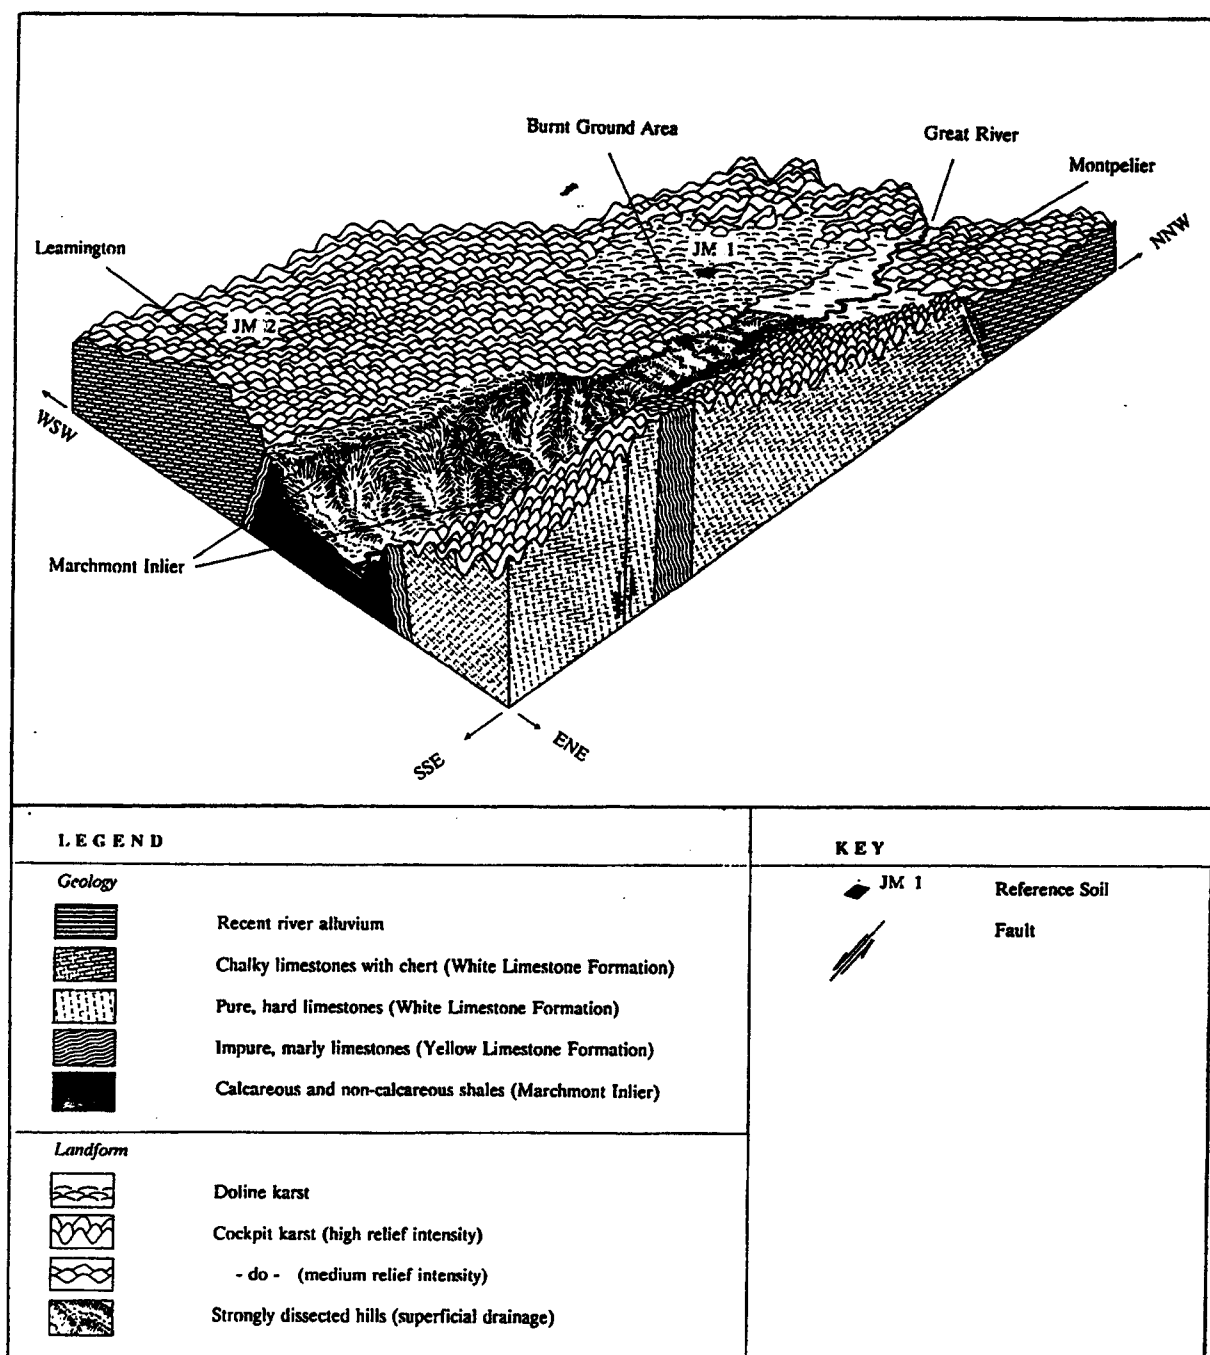 Burnt Ground Area
Great River
Montpelier
NNW
Leamington
JM 1
JM 2
WSW
Marchmont Inlier
SSE
ENE
LEGEND
Geology
Recent river alluvium
Chalky limestones with chert (White Limestone Formation)
Pure, hard limestones (White Limestone Formation)
Impure, marly limestones (Yellow Limestone Formation)
Calcareous and non-calcareous shales (Marchmont Inlier)
Landform
Doline karst
Cockpit karst (high relief intensity)
- do - (medium relief intensity)
Strongly dissected hills (superficial drainage)
KEY
JM 1 Reference Soil
Fault